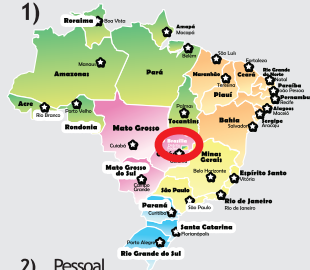 1)
Roraima
Boa Vista
Amapá
Macapá
Belém
São Luís
Fortaleza
Manaus
Amazonas
Pará
Maranhão
Teresina
Ceará
Rio Grande
do Norte
Natal
Paraíba
João Pessoa
Pernambuco
Recife
Piauí
Acre
Rio Branco
Porto Velho
Rondonia
Palmas
Tocantins
Alagoas
Maceió
Sergipe
Aracaju
Bahia
Salvador
Mato Grosso
Cuiabá
Brasília
Minas
Gerais
Belo Horizonte
Espírito Santo
Vitória
Mato Grosso
do Sul
Campo
Grande
São Paulo
São Paulo
Rio de Janeiro
Rio de Janeiro
Paraná
Curitiba
Santa Catarina
Florianópolis
Porto Alegre
Rio Grande do Sul
2) Pessoal